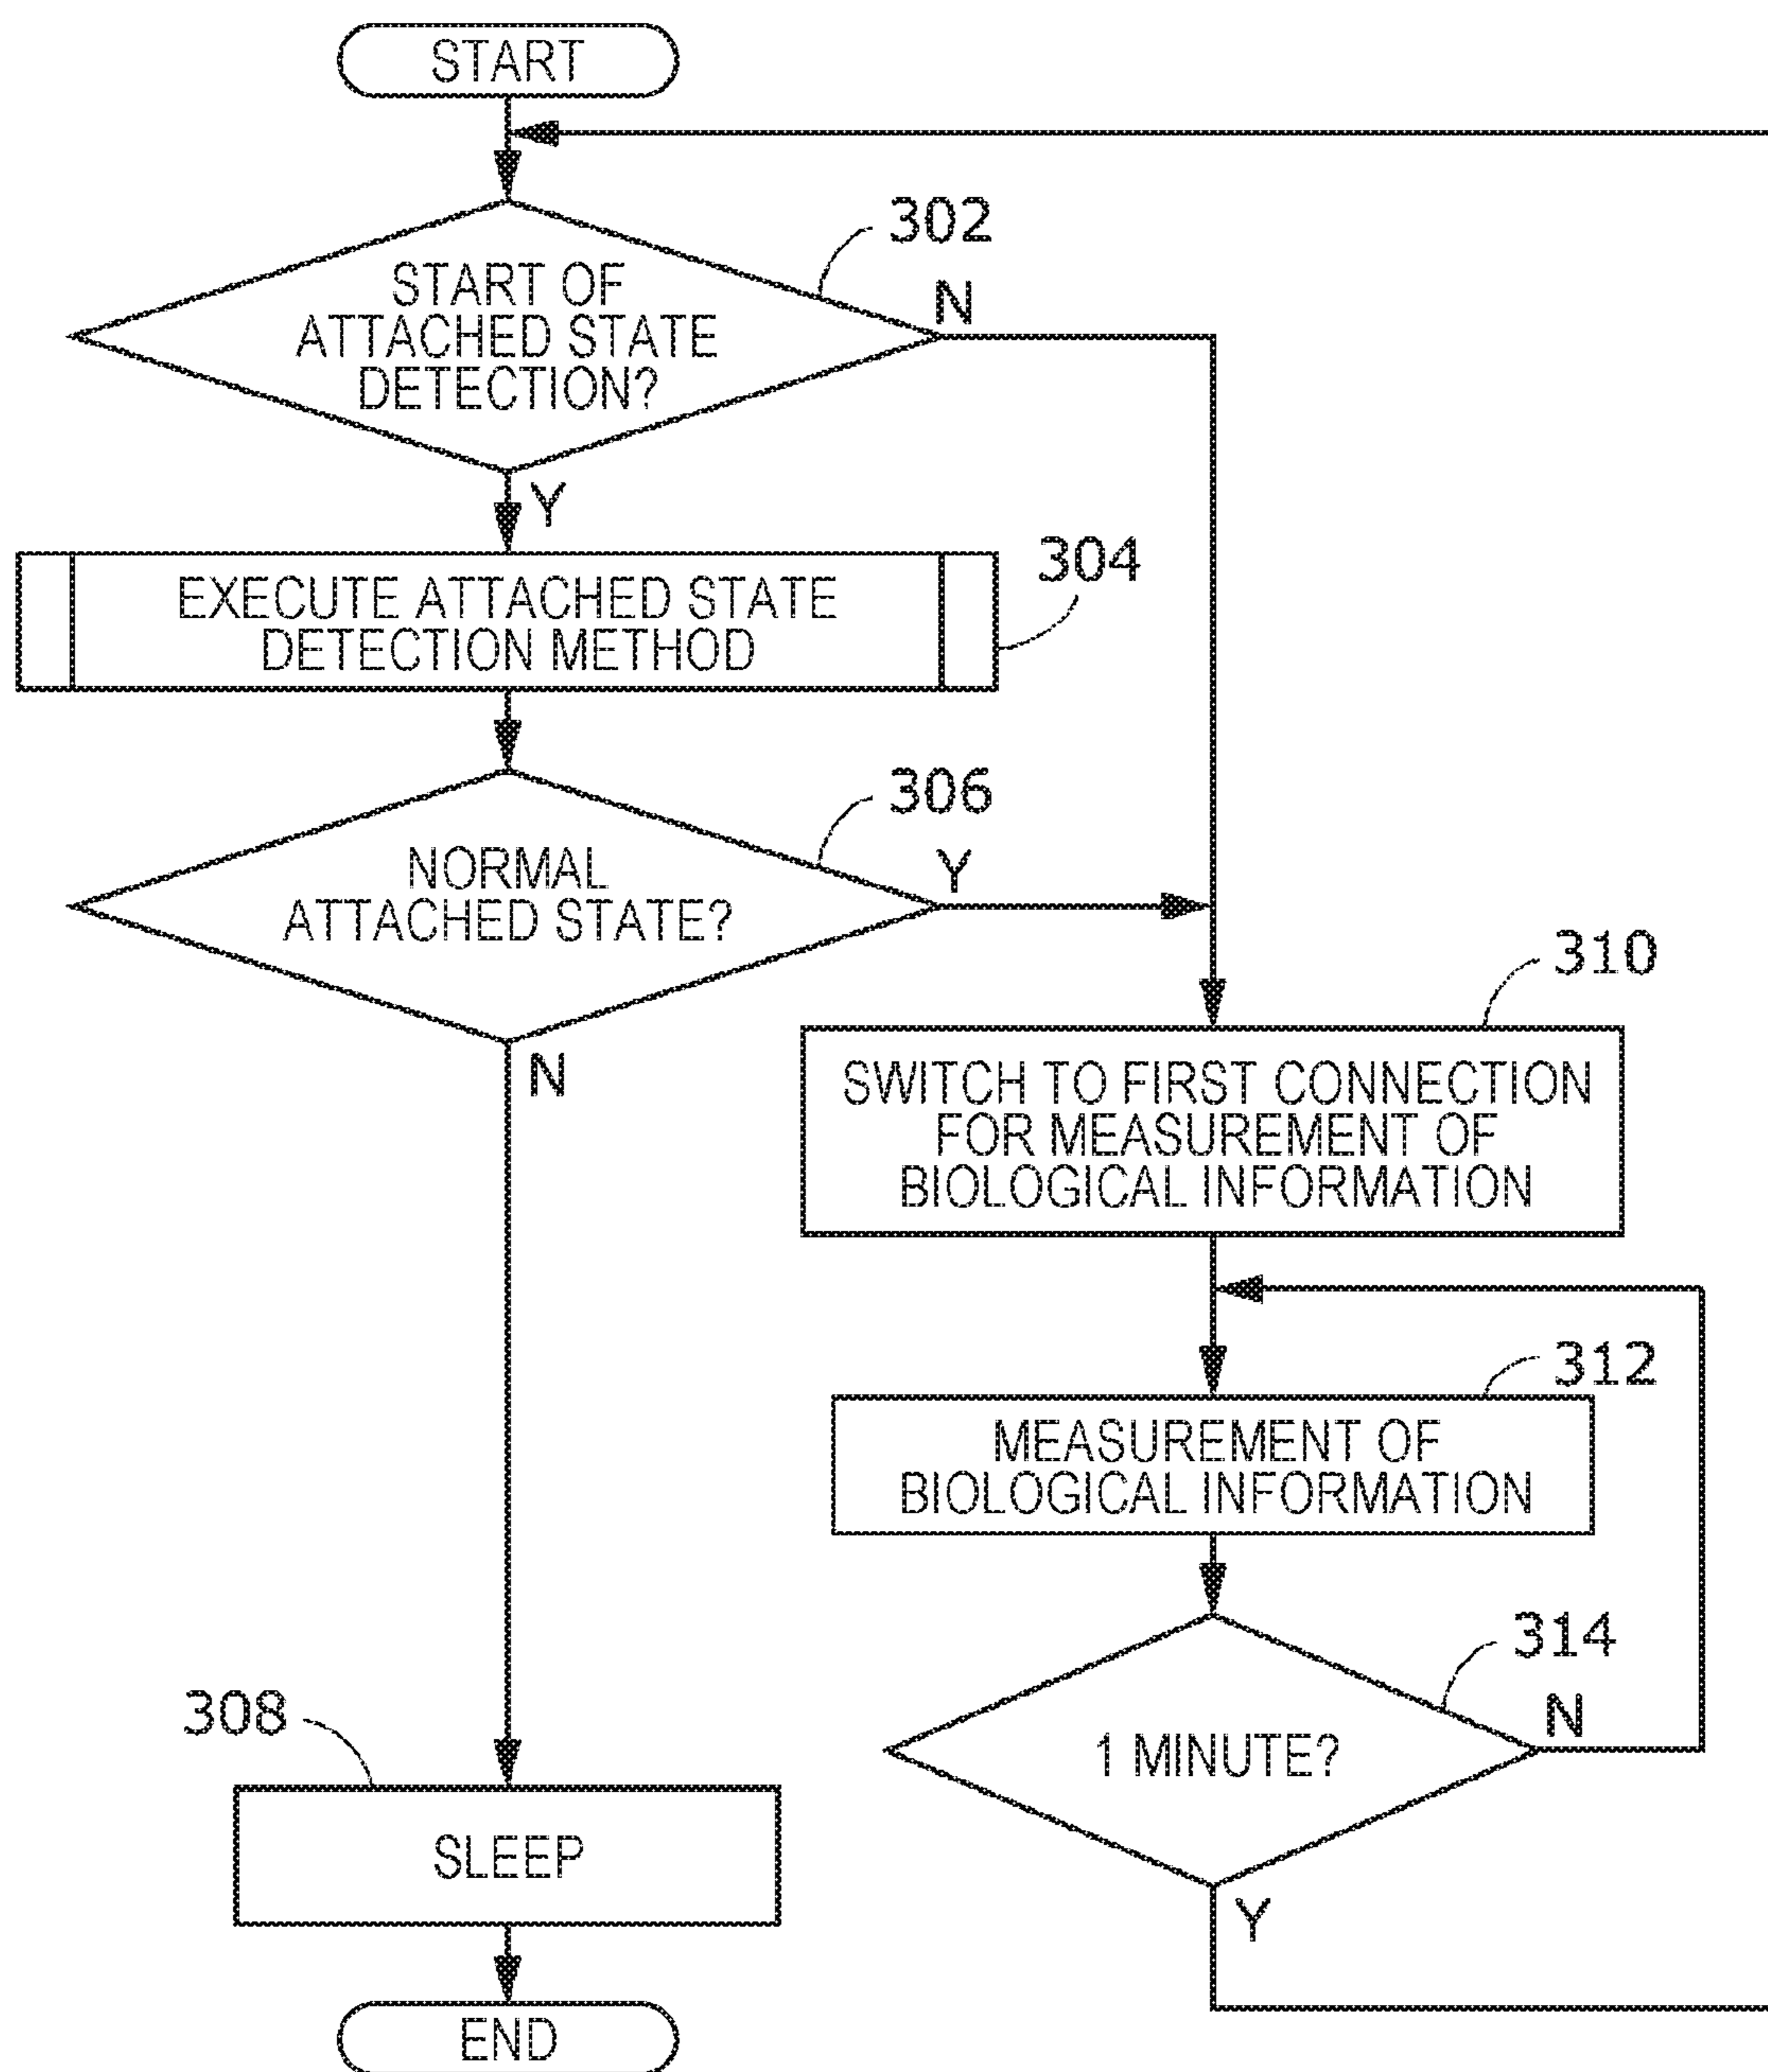 START
302
START OF
ATTACHED STATE
DETECTION?
N
Y
304
EXECUTE ATTACHED STATE
DETECTION METHOD
306
NORMAL
ATTACHED STATE?
Y
N
310
SWITCH TO FIRST CONNECTION
FOR MEASUREMENT OF
BIOLOGICAL INFORMATION
312
MEASUREMENT OF
BIOLOGICAL INFORMATION
314
1 MINUTE?
N
Y
308
SLEEP
END